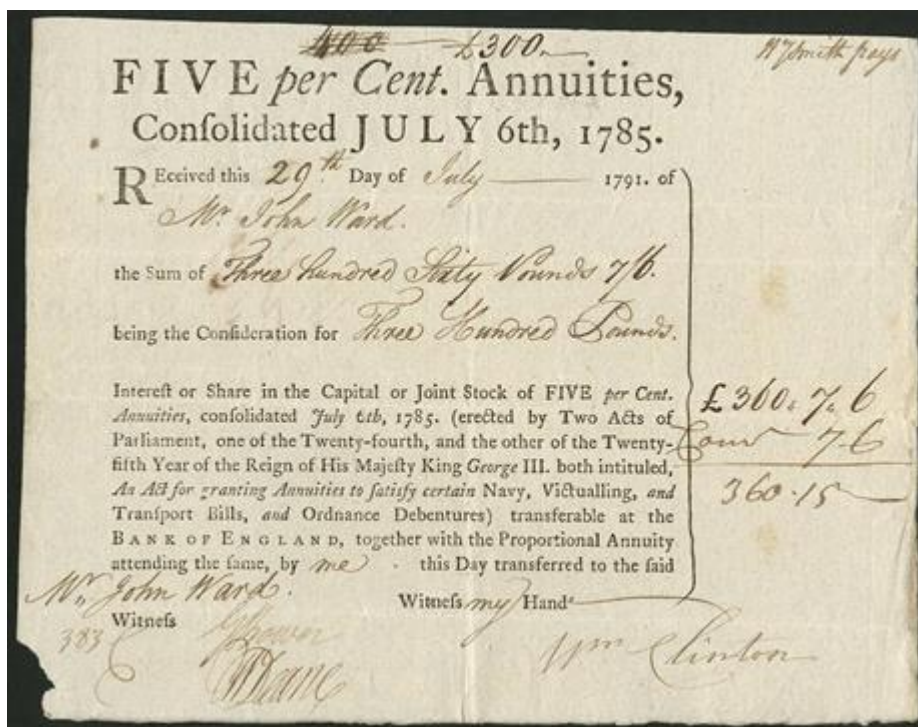 400 £300
W Smith pays
FIVE per Cent. Annuities,
Conſolidated JULY 6th, 1785.
REceived this 29th Day of July 1791. of
Mr. John Ward.
the Sum of Three hundred Sixty Pounds 7/6.
being the Conſideration for Three Hundred Pounds.
Intereſt or Share in the Capital or Joint Stock of FIVE per Cent.
Annuities, conſolidated July 6th, 1785. (erected by Two Acts of
Parliament, one of the Twenty-fourth, and the other of the Twenty-
fifth Year of the Reign of His Majeſty King George III. both intituled,
An Act for granting Annuities to ſatisfy certain Navy, Victualling, and
Tranſport Bills, and Ordnance Debentures) transferable at the
BANK OF ENGLAND, together with the Proportional Annuity
attending the ſame, by me. this Day transferred to the ſaid
Mr. John Ward.
Witneſs my Hand
£360. 7. 6
7-6
360.15
Witneſs
383
Wm Clinton